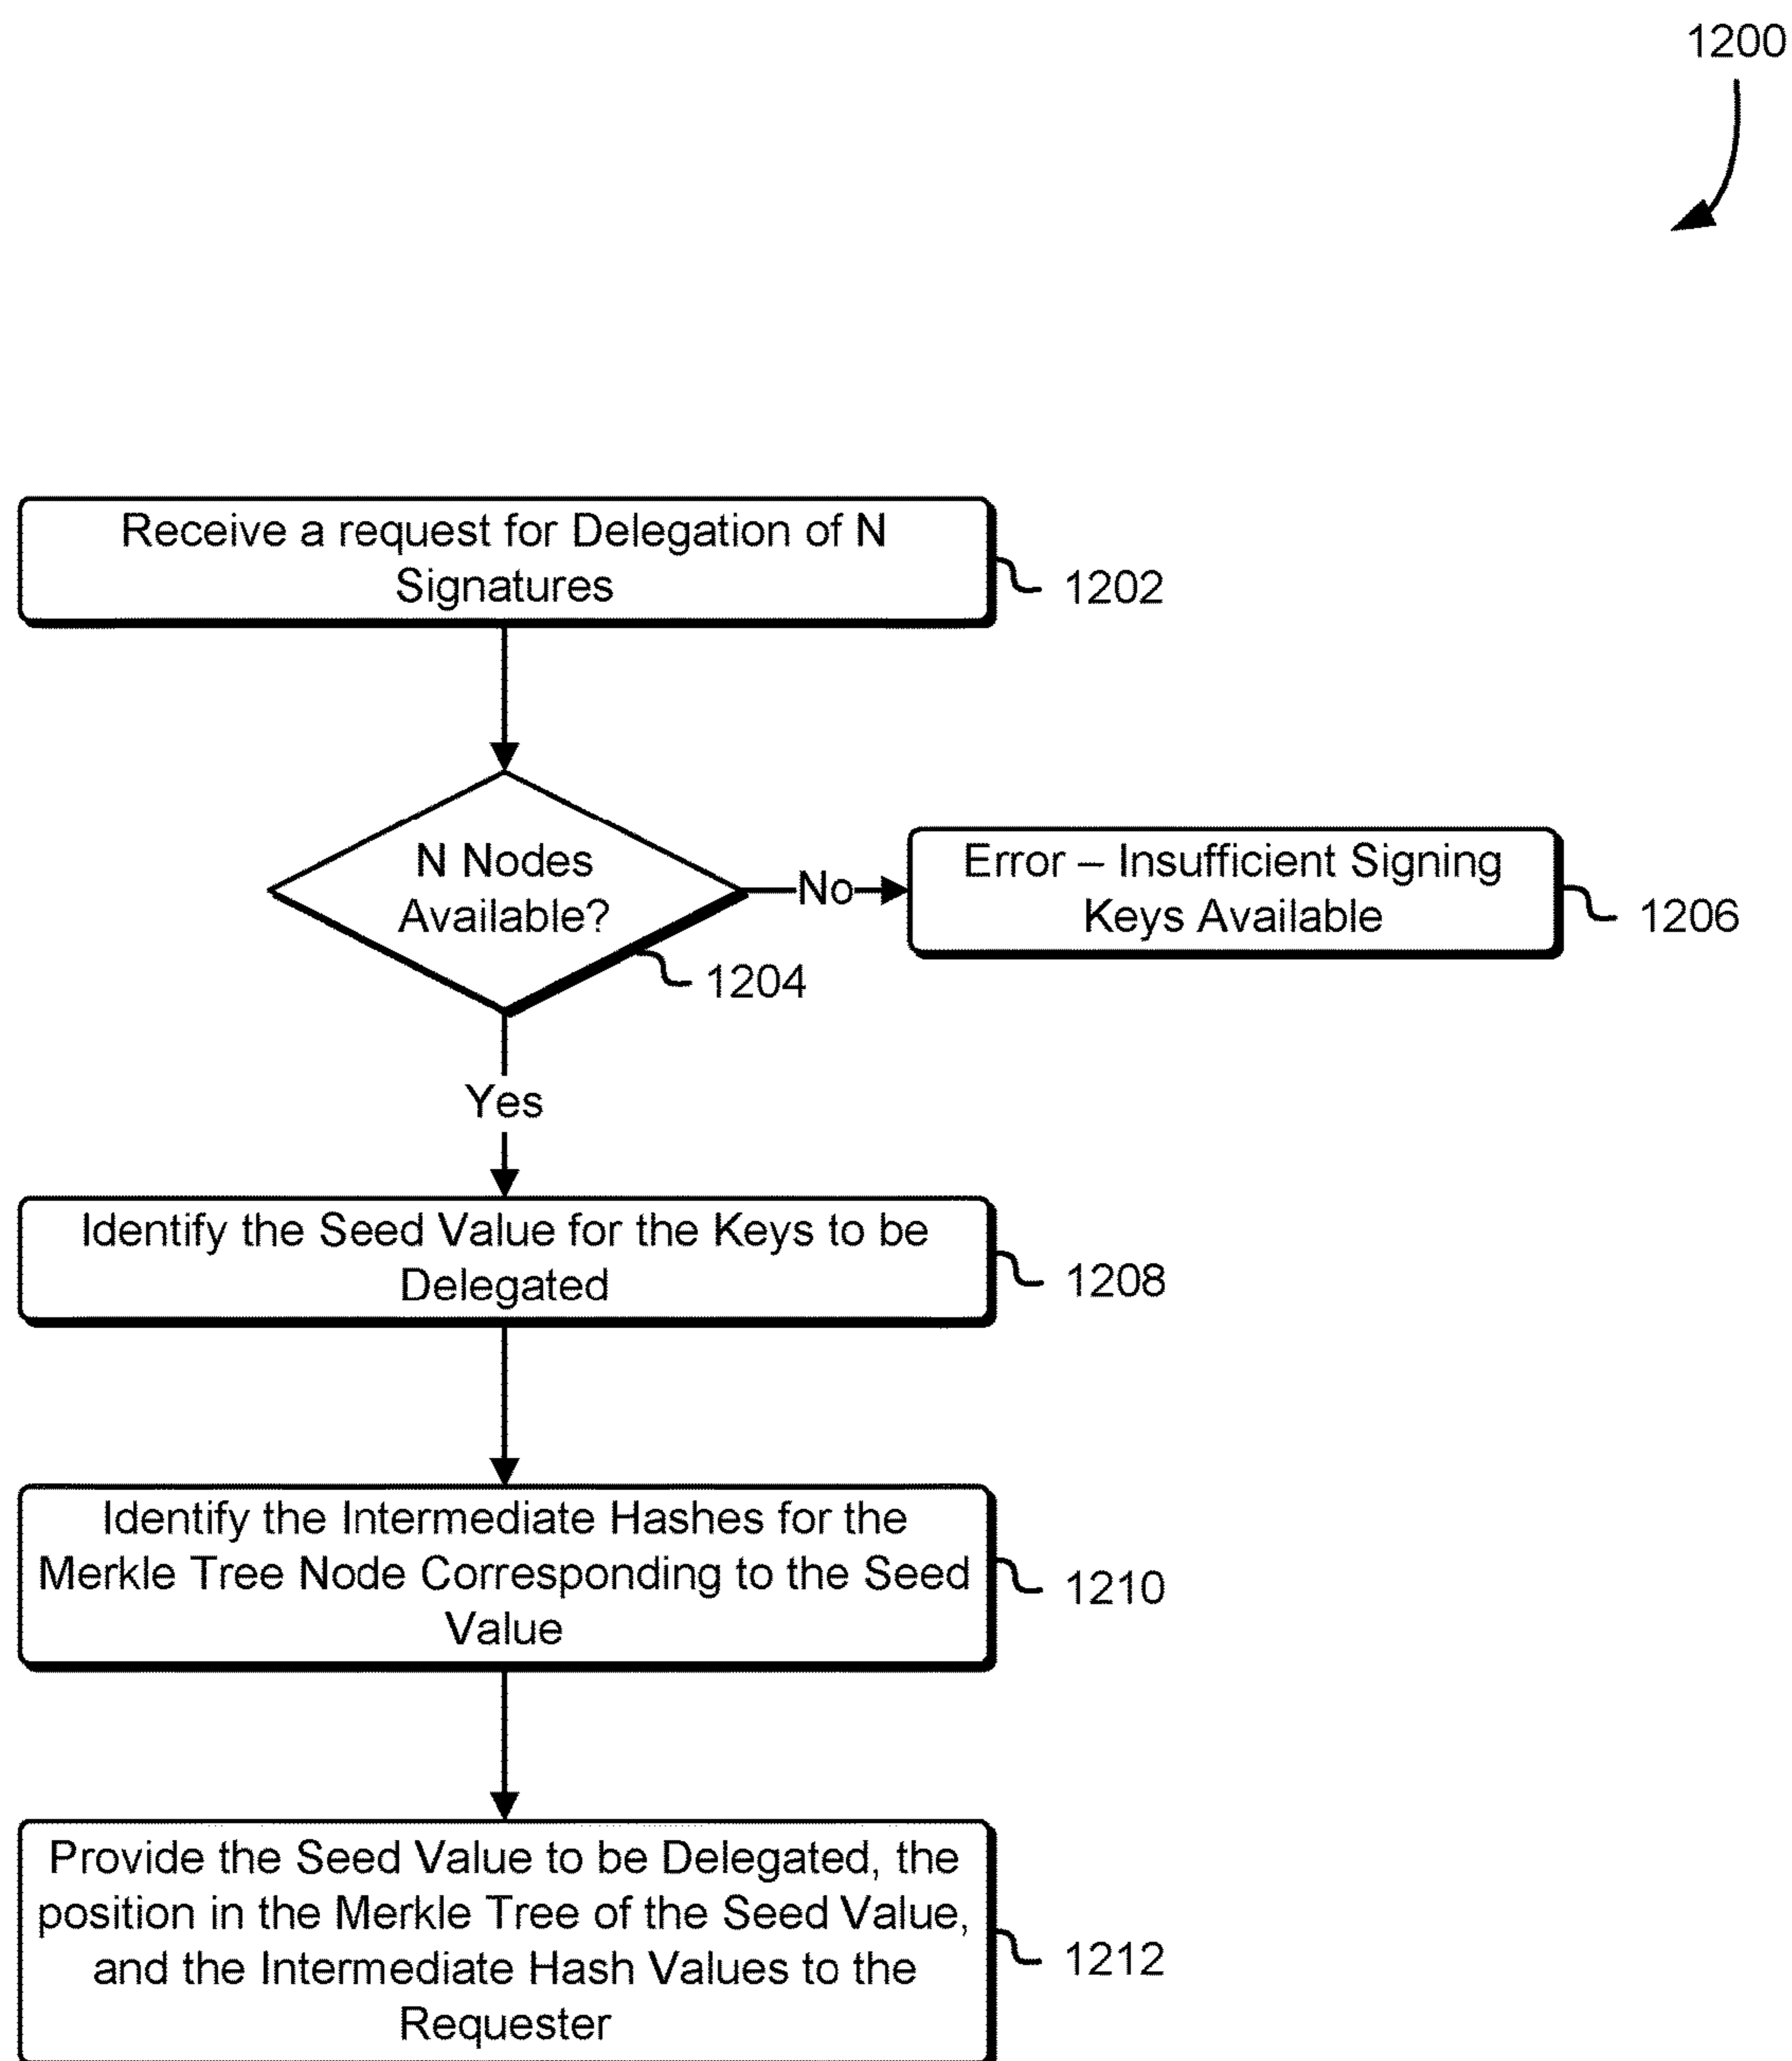 1200
Receive a request for Delegation of N
Signatures
1202
N Nodes
Available?
1204
No
Error – Insufficient Signing
Keys Available
1206
Yes
Identify the Seed Value for the Keys to be
Delegated
1208
Identify the Intermediate Hashes for the
Merkle Tree Node Corresponding to the Seed
Value
1210
Provide the Seed Value to be Delegated, the
position in the Merkle Tree of the Seed Value,
and the Intermediate Hash Values to the
Requester
1212